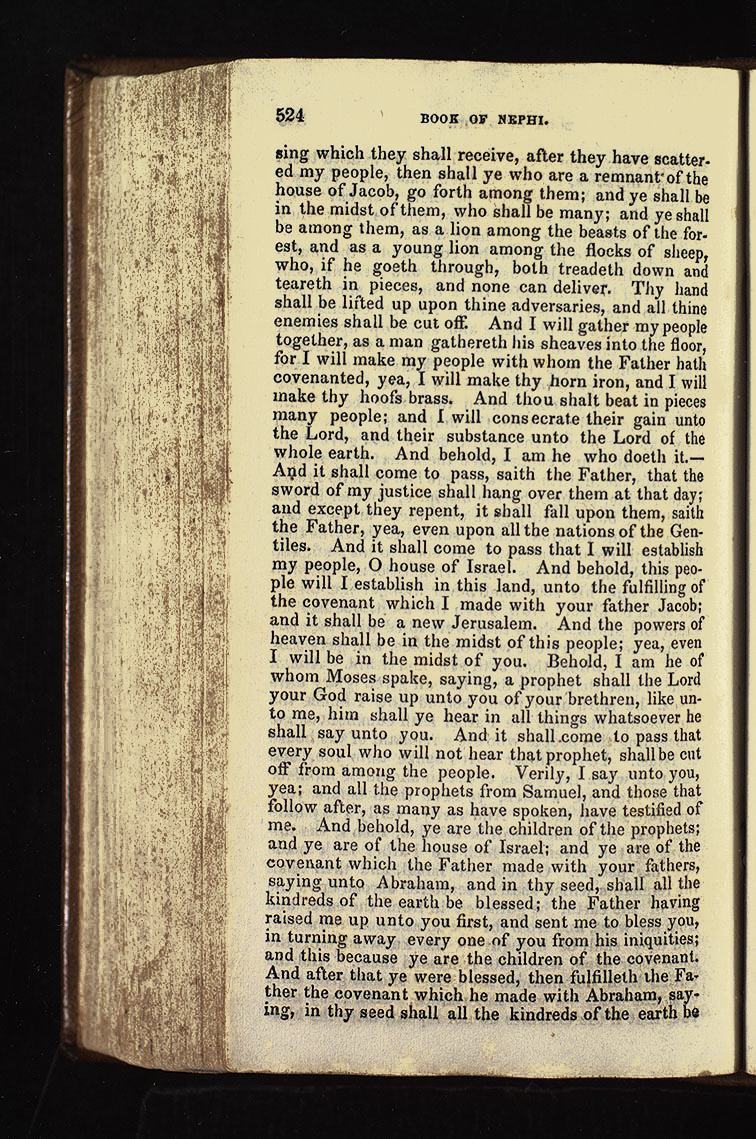 524 BOOK OF NEPHI.
sing which they shall receive, after they have scatter-
ed my people, then shall ye who are a remnant of the
house of Jacob, go forth among them; and ye shall be
in the midst of them, who shall be many; and ye shall
be among them, as a lion among the beasts of the for-
est, and as a young lion among the flocks of sheep,
who, if he goeth through, both treadeth down and
teareth in pieces, and none can deliver. Thy hand
shall be lifted up upon thine adversaries, and all thine
enemies shall be cut off. And I will gather my people
together, as a man gathereth his sheaves into the floor,
for I will make my people with whom the Father hath
covenanted, yea, I will make thy horn iron, and I will
make thy hoofs brass. And thou shalt beat in pieces
many people; and I will consecrate their gain unto
the Lord, and their substance unto the Lord of the
whole earth. And behold, I am he who doeth it.—
And it shall come to pass, saith the Father, that the
sword of my justice shall hang over them at that day;
and except they repent, it shall fall upon them, saith
the Father, yea, even upon all the nations of the Gen-
tiles. And it shall come to pass that I will establish
my people, O house of Israel. And behold, this peo-
ple will I establish in this land, unto the fulfilling of
the covenant which I made with your father Jacob;
and it shall be a new Jerusalem. And the powers of
heaven shall be in the midst of this people; yea, even
I will be in the midst of you. Behold, I am he of
whom Moses spake, saying, a prophet shall the Lord
your God raise up unto you of your brethren, like un-
to me, him shall ye hear in all things whatsoever he
shall say unto you. And it shall come to pass that
every soul who will not hear that prophet, shall be cut
off from among the people. Verily, I say unto you,
yea; and all the prophets from Samuel, and those that
follow after, as many as have spoken, have testified of
me. And behold, ye are the children of the prophets;
and ye are of the house of Israel; and ye are of the
covenant which the Father made with your fathers,
saying unto Abraham, and in thy seed, shall all the
kindreds of the earth be blessed; the Father having
raised me up unto you first, and sent me to bless you,
in turning away every one of you from his iniquities;
and this because ye are the children of the covenant.
And after that ye were blessed, then fulfilleth the Fa-
ther the covenant which he made with Abraham, say-
ing, in thy seed shall all the kindreds of the earth be